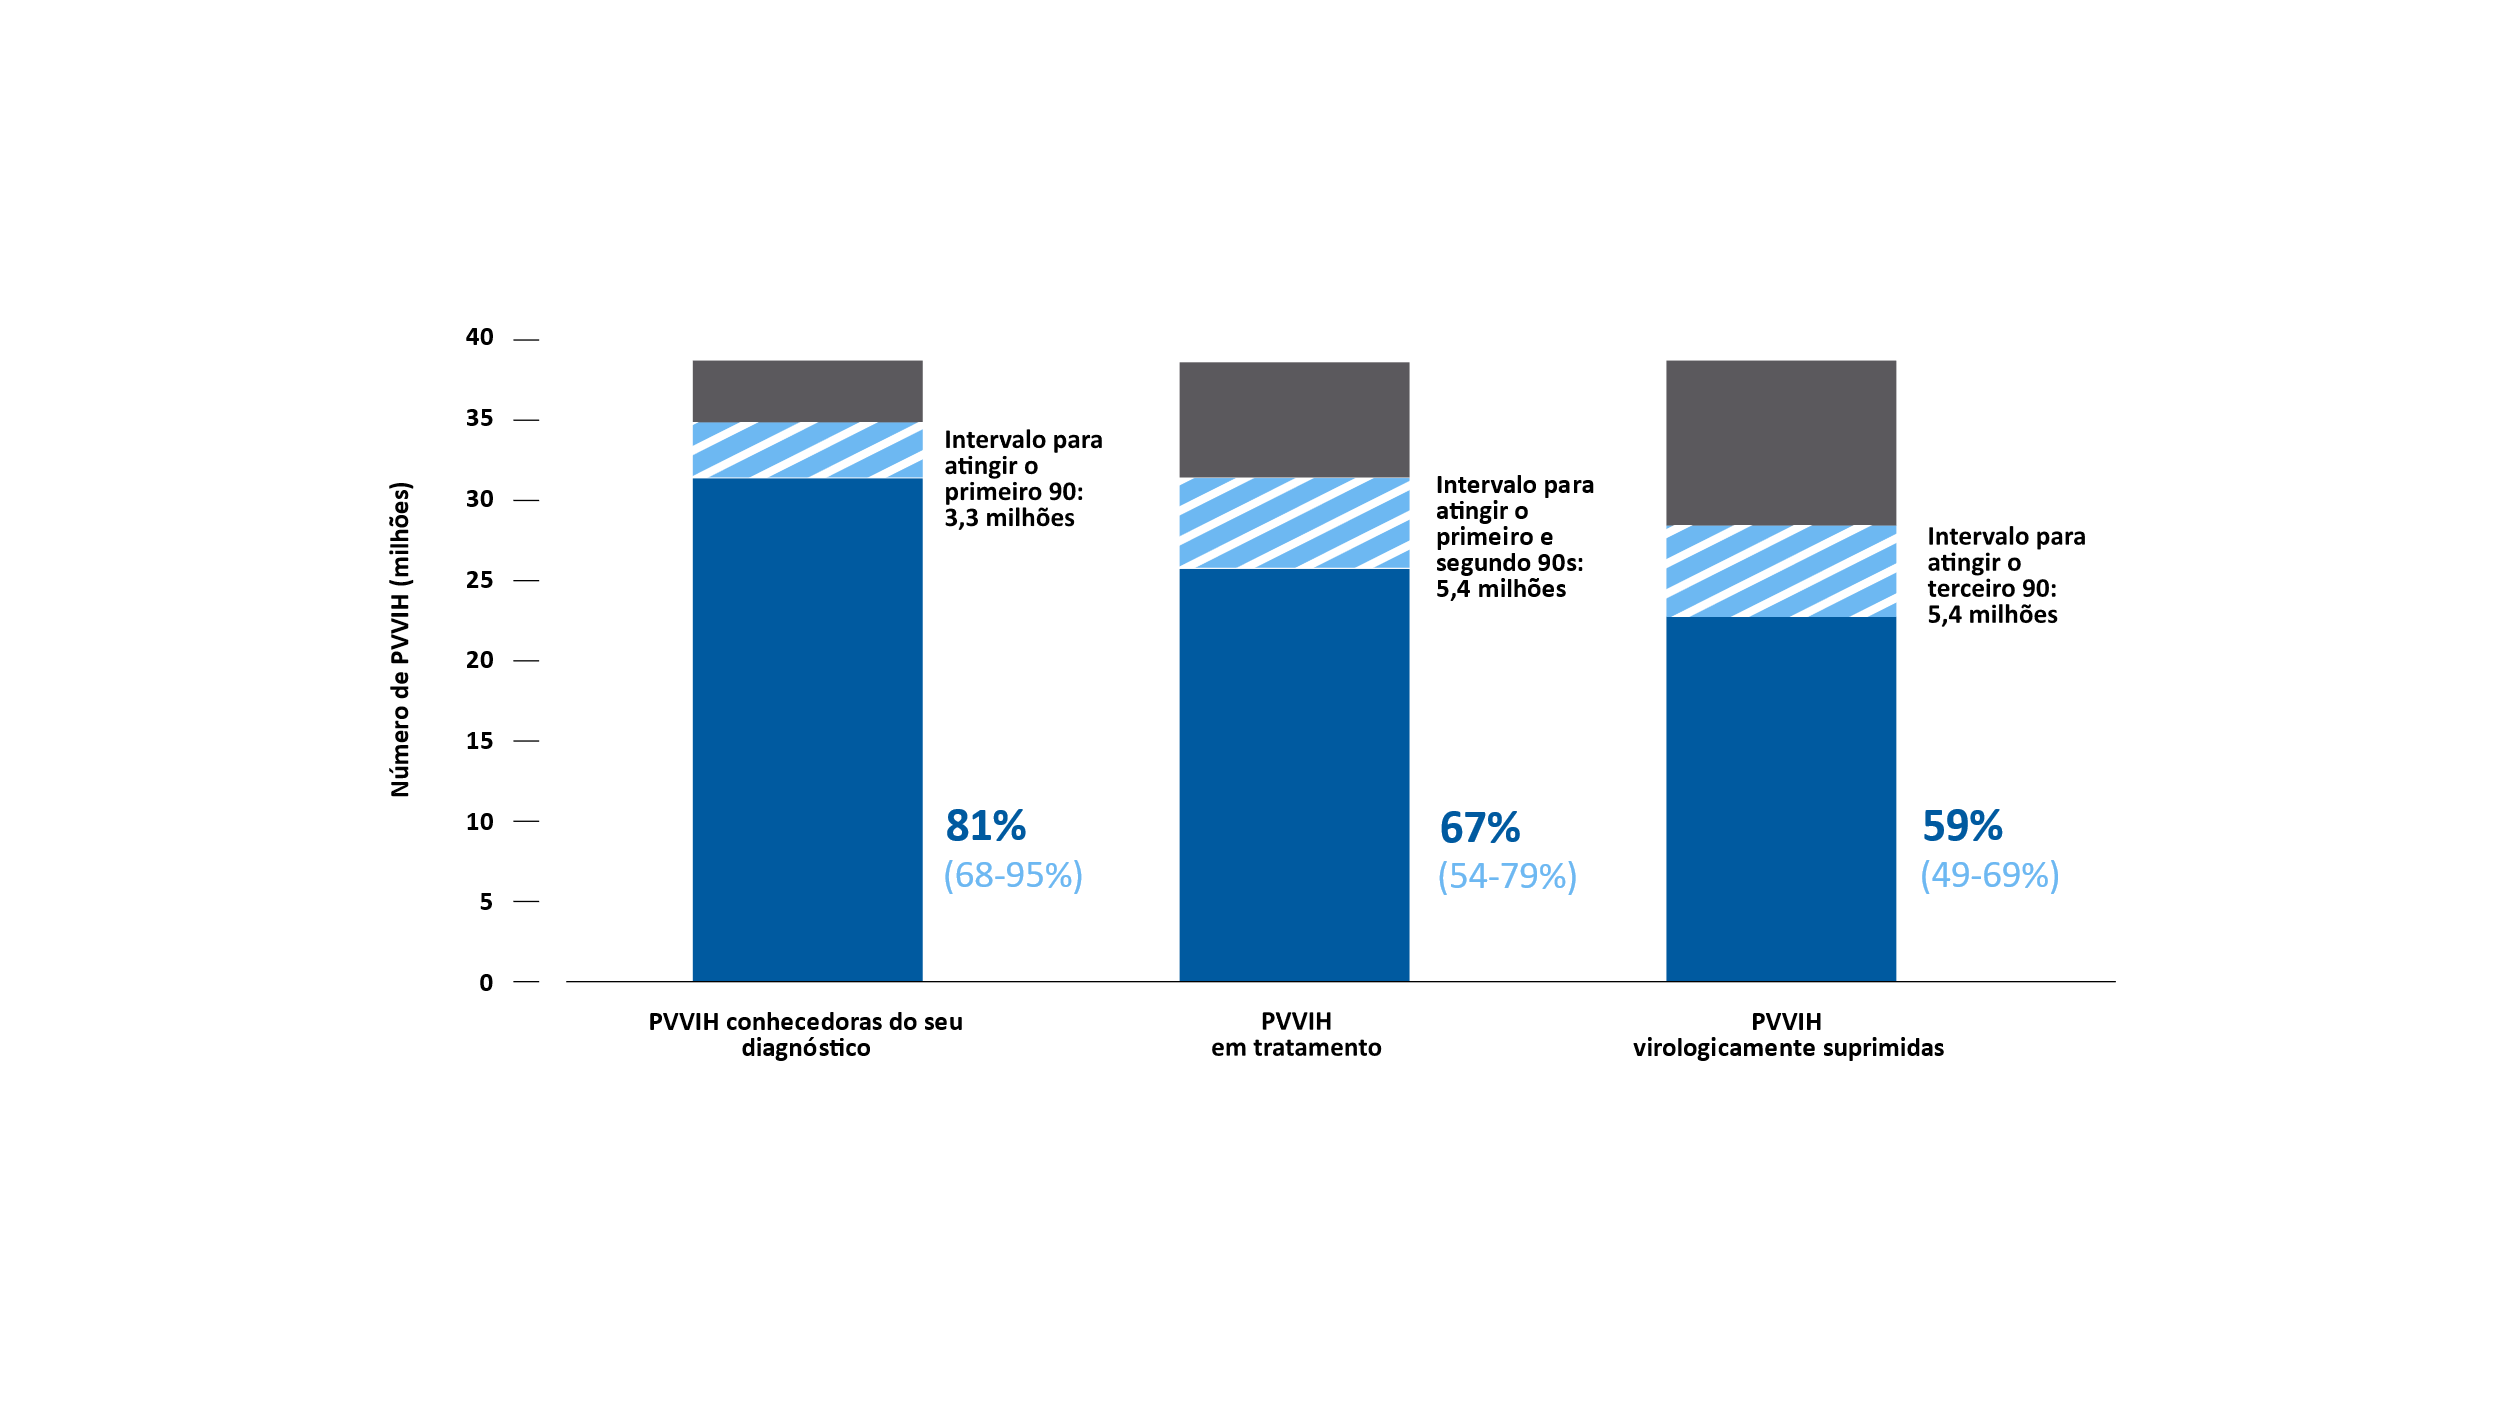 Número de PVVIH (milhões)
40
35
30
25
20
15
10
5
0
Intervalo para
atingir o
primeiro 90:
3,3 milhões
81%
(68-95%)
Intervalo para
atingir o
primeiro e
segundo 90s:
5,4 milhões
67%
(54-79%)
Intervalo para
atingir o
terceiro 90:
5,4 milhões
59%
(49-69%)
PVVIH conhecedoras do seu
diagnóstico
PVVIH
em tratamento
PVVIH
virologicamente suprimidas